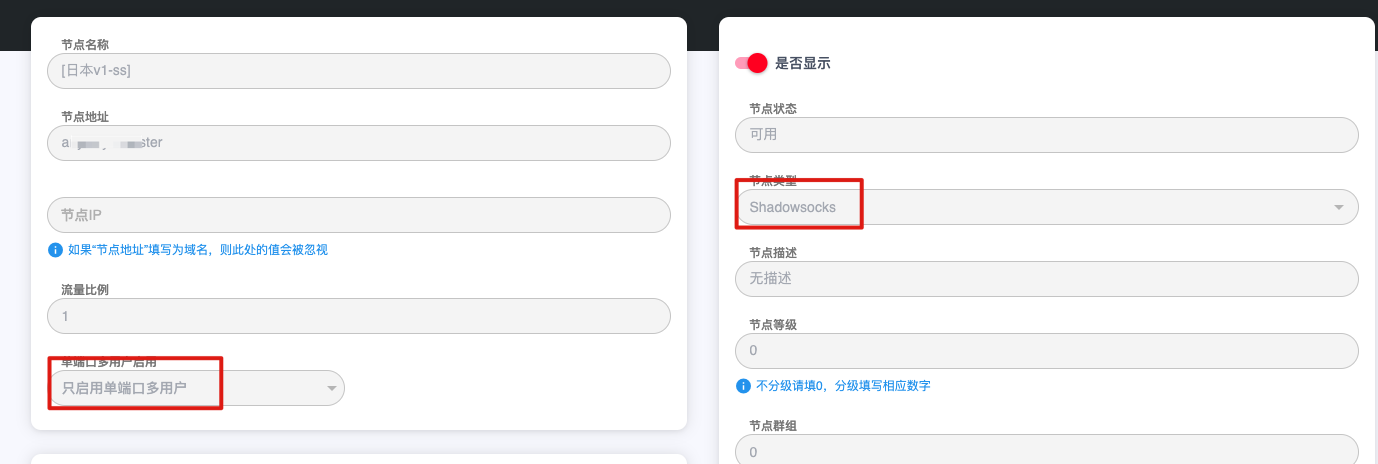 节点名称
[日本v1-ss]
节点地址
节点IP
如果“节点地址”填写为域名，则此处的值会被忽视
流量比例
1
单端口多用户启用
只启用单端口多用户
是否显示
节点状态
可用
节点类型
Shadowsocks
节点描述
无描述
节点等级
0
不分级请填0，分级填写相应数字
节点群组
0